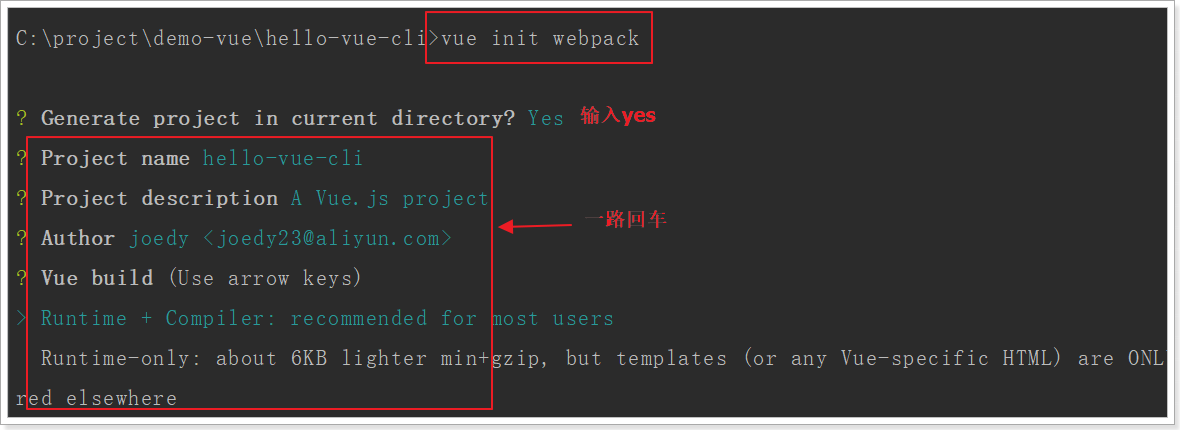 C:\project\demo-vue\hello-vue-cli>vue init webpack
? Generate project in current directory? Yes 输入yes
? Project name hello-vue-cli
? Project description A Vue.js project
一路回车
? Author joedy <joedy23@aliyun.com>
? Vue build (Use arrow keys)
> Runtime + Compiler: recommended for most users
Runtime-only: about 6KB lighter min+gzip, but templates (or any Vue-specific HTML) are ONL
red elsewhere